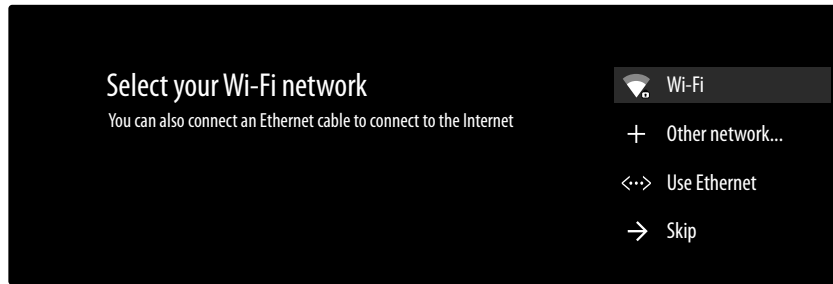 Select your Wi-Fi network
You can also connect an Ethernet cable to connect to the Internet
Wi-Fi
Other network...
Use Ethernet
Skip